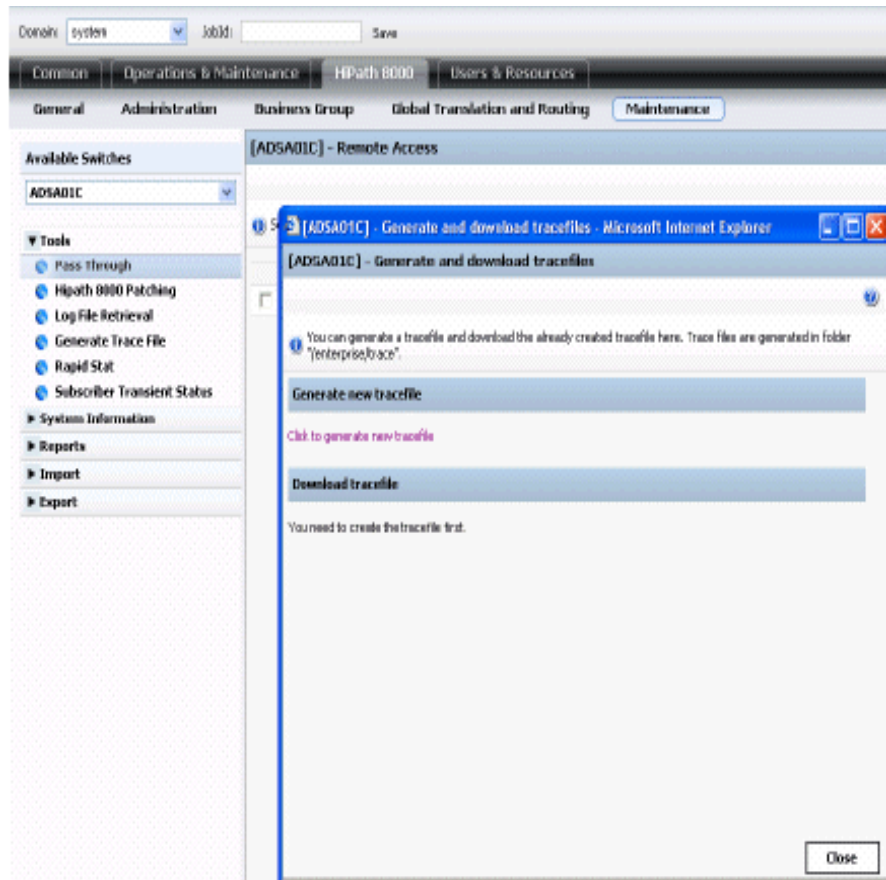 Domain: system JobId: Save
Common Operations & Maintenance HiPath 8000 Users & Resources
General Administration Business Group Global Translation and Routing Maintenance
Available Switches
ADSA01C
▼ Tools
Pass Through
Hipath 8000 Patching
Log File Retrieval
Generate Trace File
Rapid Stat
Subscriber Transient Status
System Information
Reports
Import
Export
[ADSA01C] - Remote Access
S
[ADSA01C] - Generate and download tracefiles - Microsoft Internet Explorer
[ADSA01C] - Generate and download tracefiles
You can generate a tracefile and download the already created tracefile here. Trace files are generated in folder
"/enterprise/trace".
Generate new tracefile
Click to generate new tracefile
Download tracefile
You need to create the tracefile first.
Close